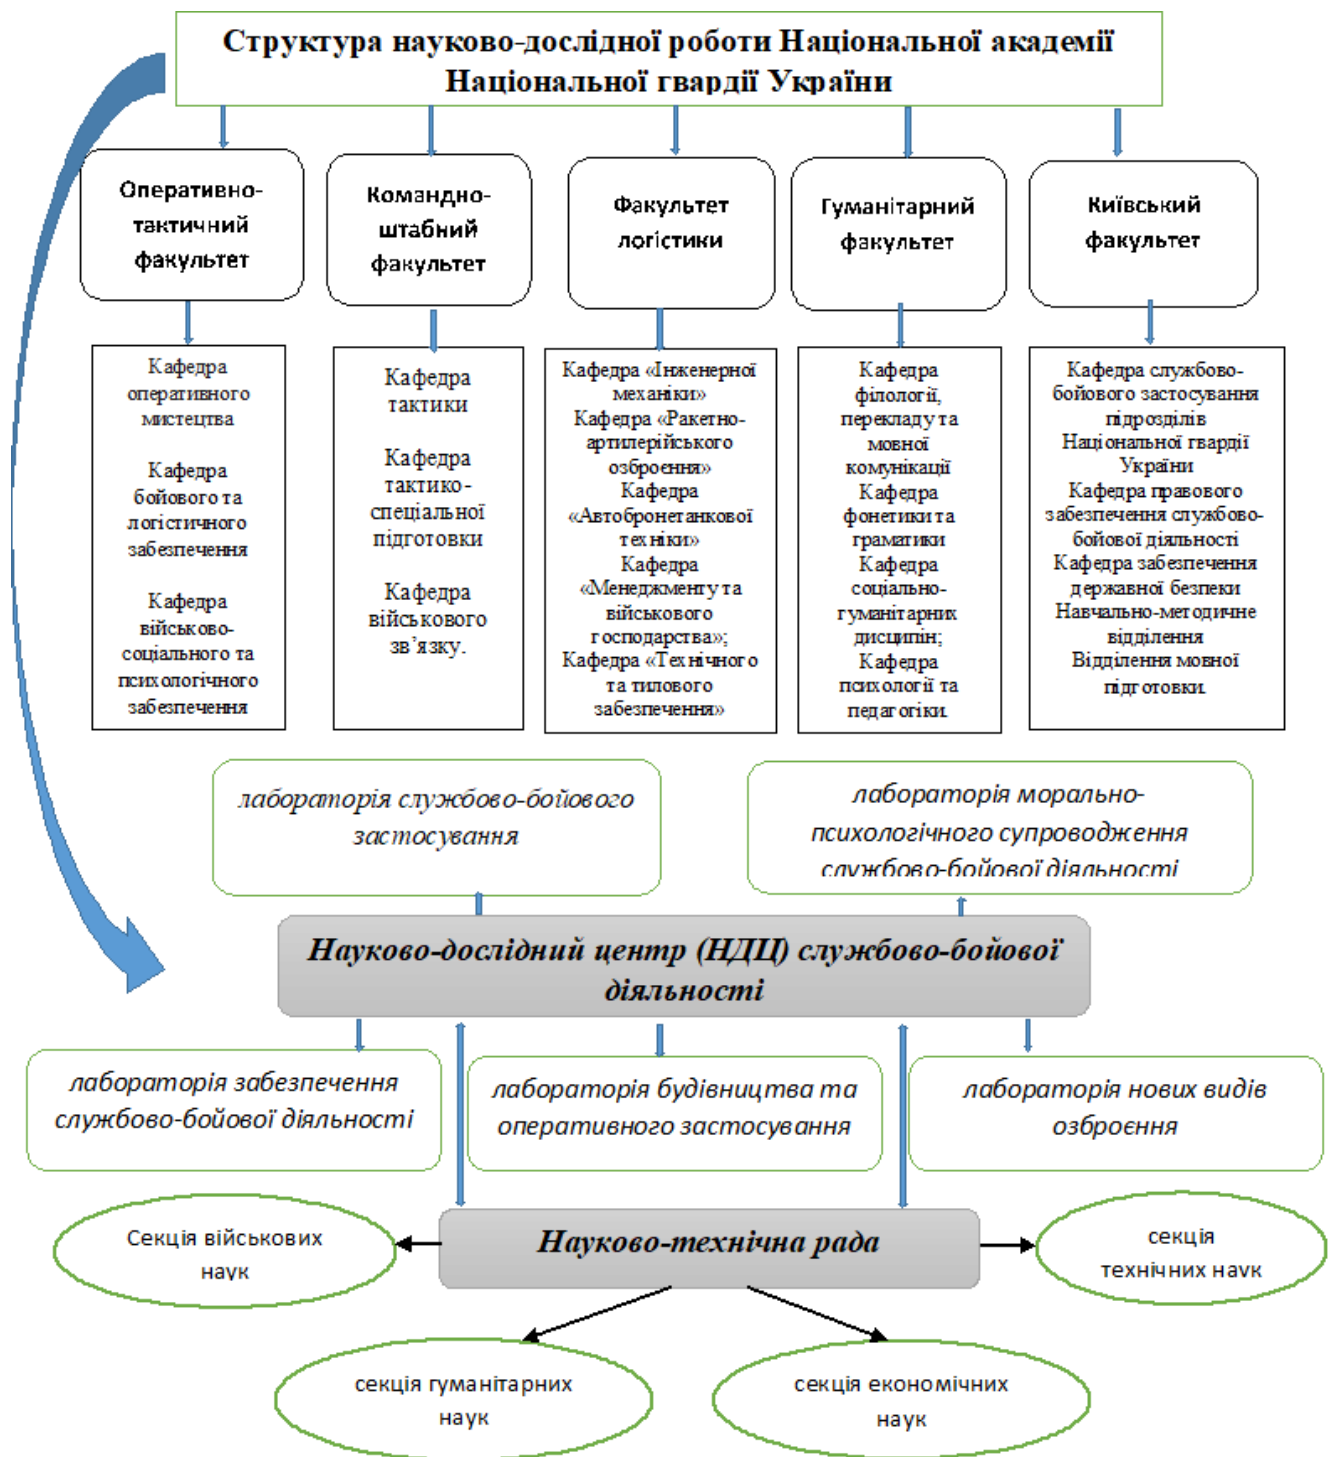 Структура науково-дослідної роботи Національної академії
Національної гвардії України
Оперативно-
тактичний
факультет
Командно-
штабний
факультет
Факультет
логістики
Гуманітарний
факультет
Київський
факультет
Кафедра
оперативного
мистецтва
Кафедра
бойового та
логістичного
забезпечення
Кафедра
військово-
соціального та
психологічного
забезпечення
Кафедра
тактики
Кафедра
тактико-
спеціальної
підготовки
Кафедра
військового
зв’язку.
Кафедра «Інженерної
механіки»
Кафедра «Ракетно-
артилерійського
озброєння»
Кафедра
«Автобронетанкової
техніки»
Кафедра
«Менеджменту та
військового
господарства»;
Кафедра «Технічного
та тилового
забезпечення»
Кафедра
філології,
перекладу та
мовної
комунікації
Кафедра
фонетики та
граматики
Кафедра
соціально-
гуманітарних
дисципін;
Кафедра
психології та
педагогіки.
Кафедра службово-
бойового застосування
підрозділів
Національної гвардії
України
Кафедра правового
забезпечення службово-
бойової діяльності
Кафедра забезпечення
державної безпеки
Навчально-методичне
відділення
Відділення мовної
підготовки.
лабораторія службово-бойового
застосування
лабораторія морально-
психологічного супроводження
службово-бойової діяльності
Науково-дослідний центр (НДЦ) службово-бойової
діяльності
лабораторія забезпечення
службово-бойової діяльності
лабораторія будівництва та
оперативного застосування
лабораторія нових видів
озброєння
Науково-технічна рада
Секція військових
наук
секція
технічних наук
секція гуманітарних
наук
секція економічних
наук